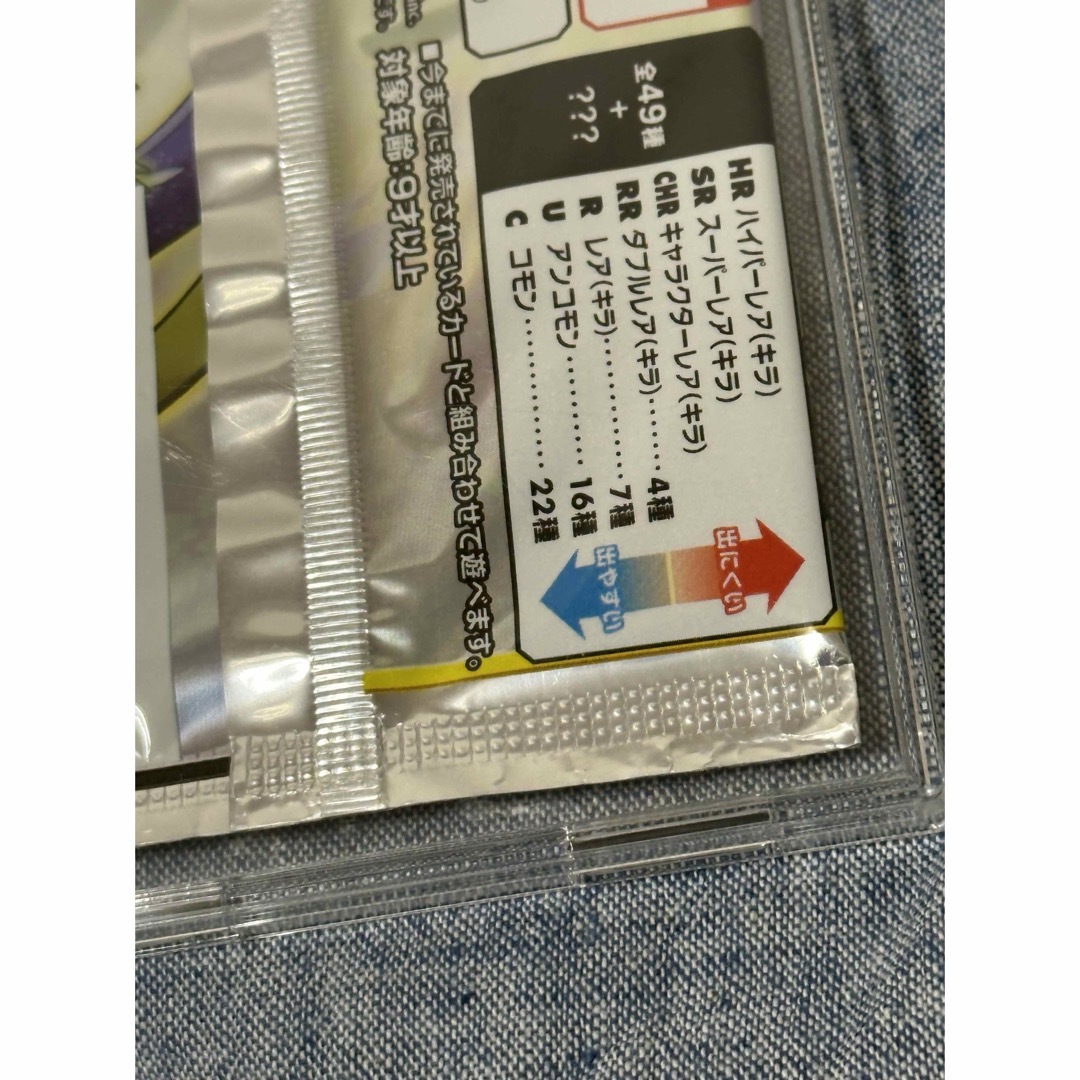 全49種
+
???
HR ハイパーレア(キラ)
SR スーパーレア(キラ)
CHR キャラクターレア(キラ)
RR ダブルレア(キラ)........4種
R レア(キラ)..............7種
U アンコモン............16種
C コモン................22種
出にくい
出やすい
■今までに発売されているカードと組み合わせて遊べます。
対象年齢:9才以上
inc.
す。